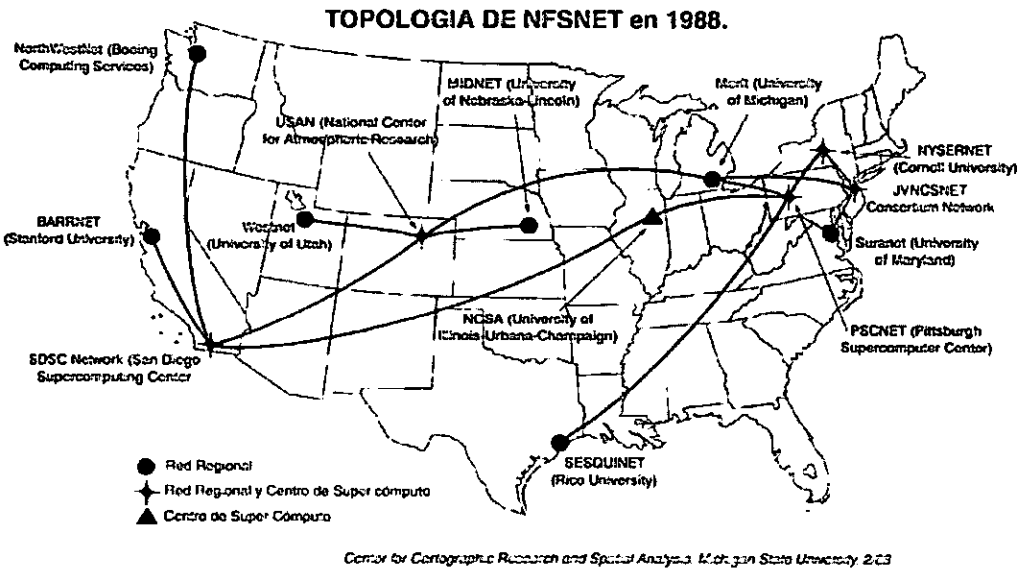 TOPOLOGIA DE NFSNET en 1988.
NorthWestNet (Boeing
Computing Services)
MIDNET (University
of Nebraska-Lincoln)
Merit (University
of Michigan)
USAN (National Center
for Atmospheric Research)
NYSERNET
(Cornell University)
JVNCSNET
Consortium Network
BARRNET
(Stanford University)
Westnet
(University of Utah)
Suranet (University
of Maryland)
NCSA (University of
Illinois-Urbana-Champaign)
PSCNET (Pittsburgh
Supercomputer Center)
SDSC Network (San Diego
Supercomputing Center
SESQUINET
(Rice University)
Red Regional
Red Regional y Centro de Super cómputo
Centro de Super Cómputo
Center for Cartographic Research and Spatial Analysis. Michigan State University.